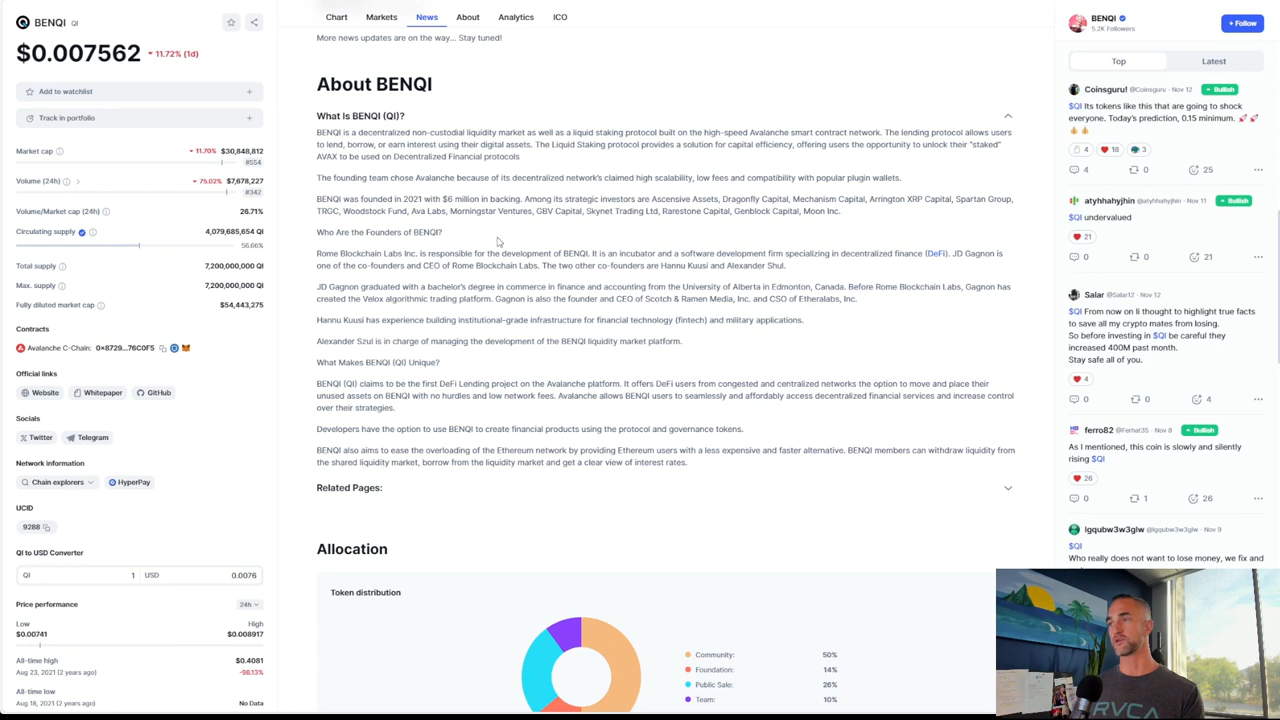 BENQI QI
$0.007562 11.72% (1d)
Add to watchlist +
Track in portfolio +
Market cap 11.70% $30,848,812
#554
Volume (24h) 75.02% $7,678,227
#342
Volume/Market cap (24h) 26.71%
Circulating supply 4,079,685,654 QI
56.66%
Total supply 7,200,000,000 QI
Max. supply 7,200,000,000 QI
Fully diluted market cap $54,443,275
Contracts
Avalanche C-Chain: 0x8729...76C0F5
Official links
Website Whitepaper GitHub
Socials
Twitter Telegram
Network information
Chain explorers HyperPay
UCID
9288
QI to USD Converter
QI 1 USD 0.0076
Price performance 24h
Low High
$0.00741 $0.008917
All-time high $0.4081
Aug 23, 2021 (2 years ago) -98.13%
All-time low
Aug 18, 2021 (2 years ago) No Data
Chart Markets News About Analytics ICO
More news updates are on the way... Stay tuned!
About BENQI
What Is BENQI (QI)?
BENQI is a decentralized non-custodial liquidity market as well as a liquid staking protocol built on the high-speed Avalanche smart contract network. The lending protocol allows users
to lend, borrow, or earn interest using their digital assets. The Liquid Staking protocol provides a solution for capital efficiency, offering users the opportunity to unlock their "staked"
AVAX to be used on Decentralized Financial protocols
The founding team chose Avalanche because of its decentralized network's claimed high scalability, low fees and compatibility with popular plugin wallets.
BENQI was founded in 2021 with $6 million in backing. Among its strategic investors are Ascensive Assets, Dragonfly Capital, Mechanism Capital, Arrington XRP Capital, Spartan Group,
TRGC, Woodstock Fund, Ava Labs, Morningstar Ventures, GBV Capital, Skynet Trading Ltd, Rarestone Capital, Genblock Capital, Moon Inc.
Who Are the Founders of BENQI?
Rome Blockchain Labs Inc. is responsible for the development of BENQI. It is an incubator and a software development firm specializing in decentralized finance (DeFi). JD Gagnon is
one of the co-founders and CEO of Rome Blockchain Labs. The two other co-founders are Hannu Kuusi and Alexander Shul.
JD Gagnon graduated with a bachelor's degree in commerce in finance and accounting from the University of Alberta in Edmonton, Canada. Before Rome Blockchain Labs, Gagnon has
created the Velox algorithmic trading platform. Gagnon is also the founder and CEO of Scotch & Ramen Media, Inc. and CSO of Etheralabs, Inc.
Hannu Kuusi has experience building institutional-grade infrastructure for financial technology (fintech) and military applications.
Alexander Szul is in charge of managing the development of the BENQI liquidity market platform.
What Makes BENQI (QI) Unique?
BENQI (QI) claims to be the first DeFi Lending project on the Avalanche platform. It offers DeFi users from congested and centralized networks the option to move and place their
unused assets on BENQI with no hurdles and low network fees. Avalanche allows BENQI users to seamlessly and affordably access decentralized financial services and increase control
over their strategies.
Developers have the option to use BENQI to create financial products using the protocol and governance tokens.
BENQI also aims to ease the overloading of the Ethereum network by providing Ethereum users with a less expensive and faster alternative. BENQI members can withdraw liquidity from
the shared liquidity market, borrow from the liquidity market and get a clear view of interest rates.
Related Pages:
Allocation
Token distribution
Community: 50%
Foundation: 14%
Public Sale: 26%
Team: 10%
BENQI
5.2K Followers
+ Follow
Top Latest
Coinsguru! @Coinsguru · Nov 12 Bullish
$QI Its tokens like this that are going to shock
everyone. Today's prediction, 0.15 minimum. 🚀🚀
4 18 3
4 0 25
atyhhahyjhin @atyhhahyjhin · Nov 11 Bullish
$QI undervalued
21
0 0 21
Salar @Salar12 · Nov 12
$QI From now on Ii thought to highlight true facts
to save all my crypto mates from losing.
So before investing in $QI be careful they
increased 400M past month.
Stay safe all of you.
4
0 0 4
ferro82 @Ferhat35 · Nov 8 Bullish
As I mentioned, this coin is slowly and silently
rising $QI
26
0 1 26
lgqubw3w3glw @lgqubw3w3glw · Nov 9
$QI
Who really does not want to lose money, we fix and
RVCA